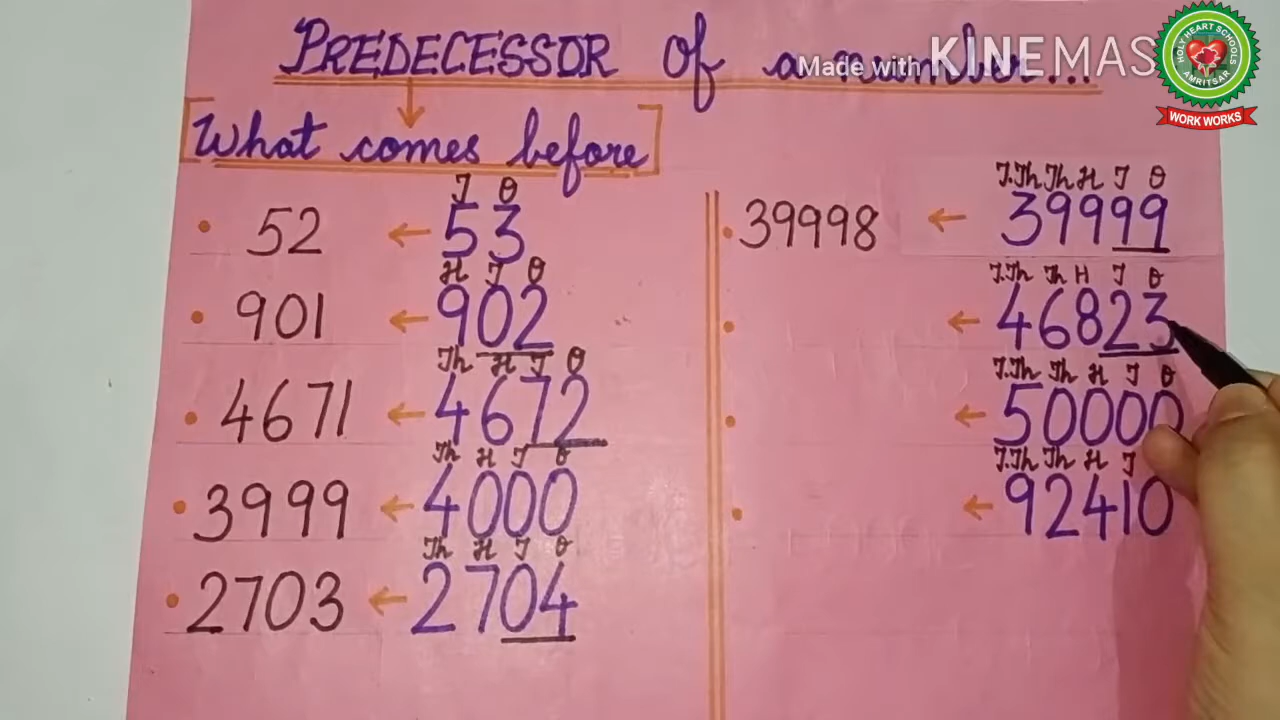 PREDECESSOR of a number...
Made with KINEMAS
HOLY HEART SCHOOLS
AMRITSAR
WORK WORKS
What comes before
T O
• 52 ← 53
H T O
• 901 ← 902
Th H T O
• 4671 ← 4672
Th H T O
• 3999 ← 4000
Th H T O
• 2703 ← 2704
T.Th Th H T O
• 39998 ← 39999
T.Th Th H T O
• ← 46823
T.Th Th H T O
• ← 50000
T.Th Th H T
• ← 92410